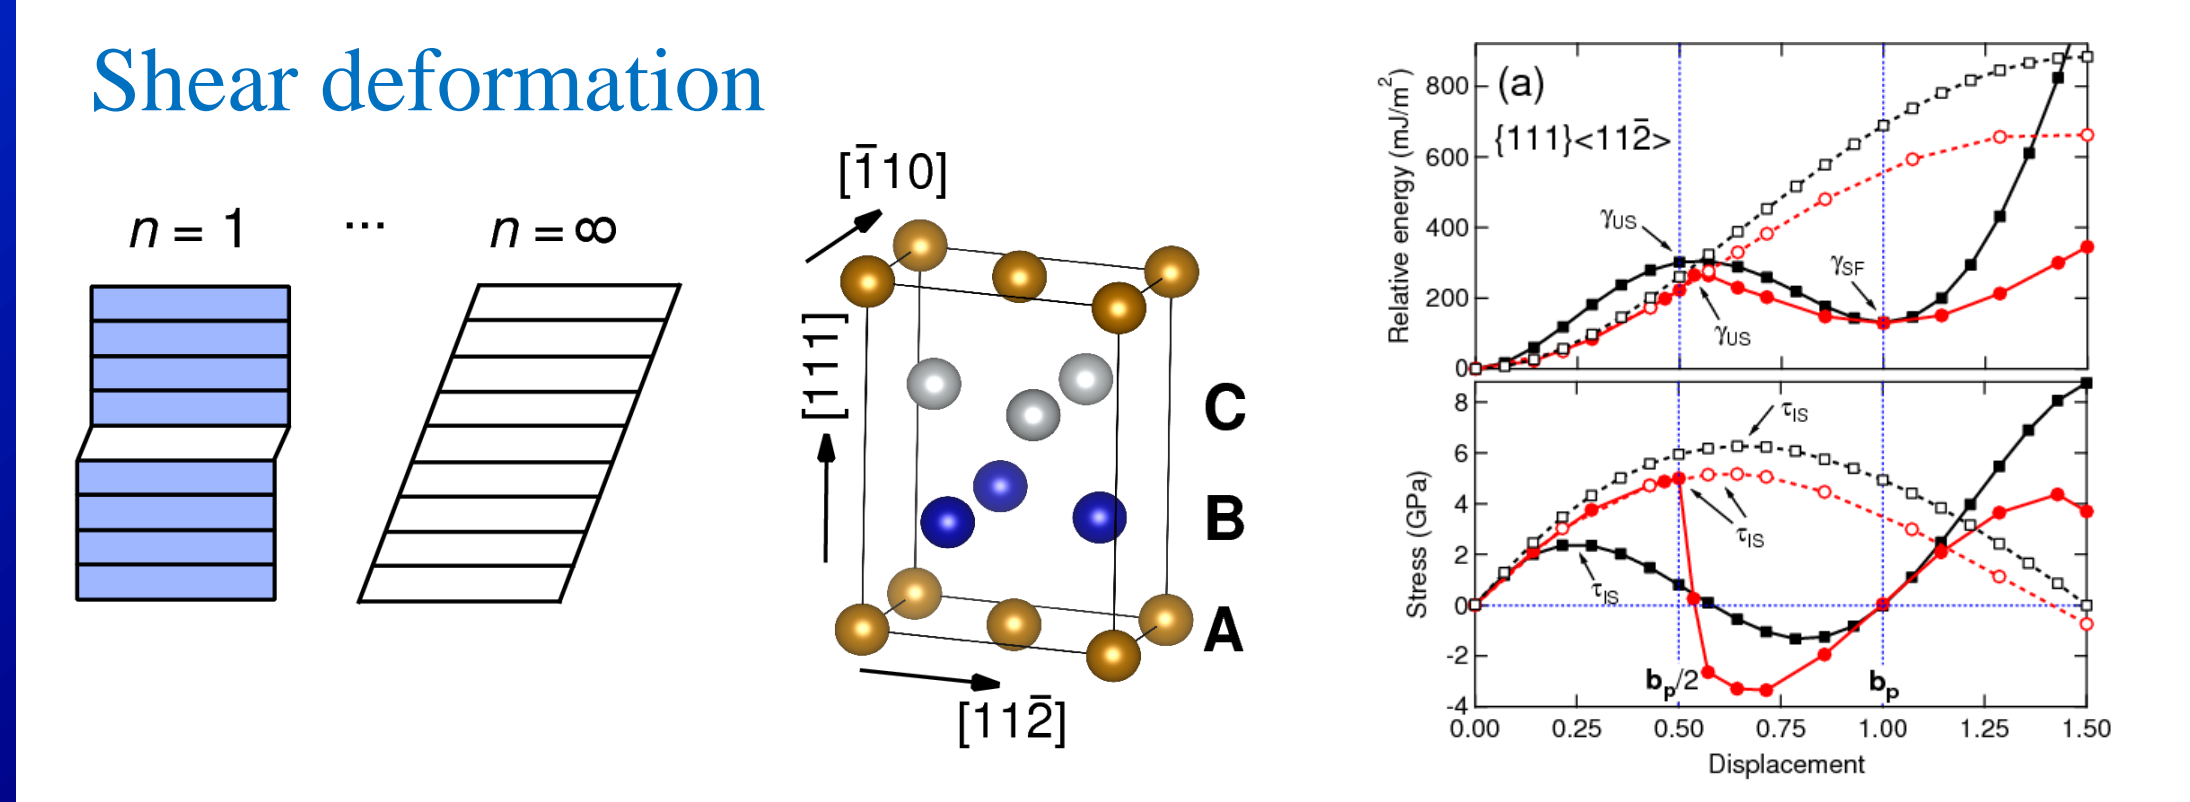 Shear deformation
n = 1 ... n = ∞
[1̄10]
[111]
C
B
A
[112̄]
(a)
{111}<112̄>
Relative energy (mJ/m²)
800
600
400
200
0
γUS
γSF
γUS
Stress (GPa)
8
6
4
2
0
-2
-4
τIS
τIS
τIS
bp/2
bp
0.00 0.25 0.50 0.75 1.00 1.25 1.50
Displacement